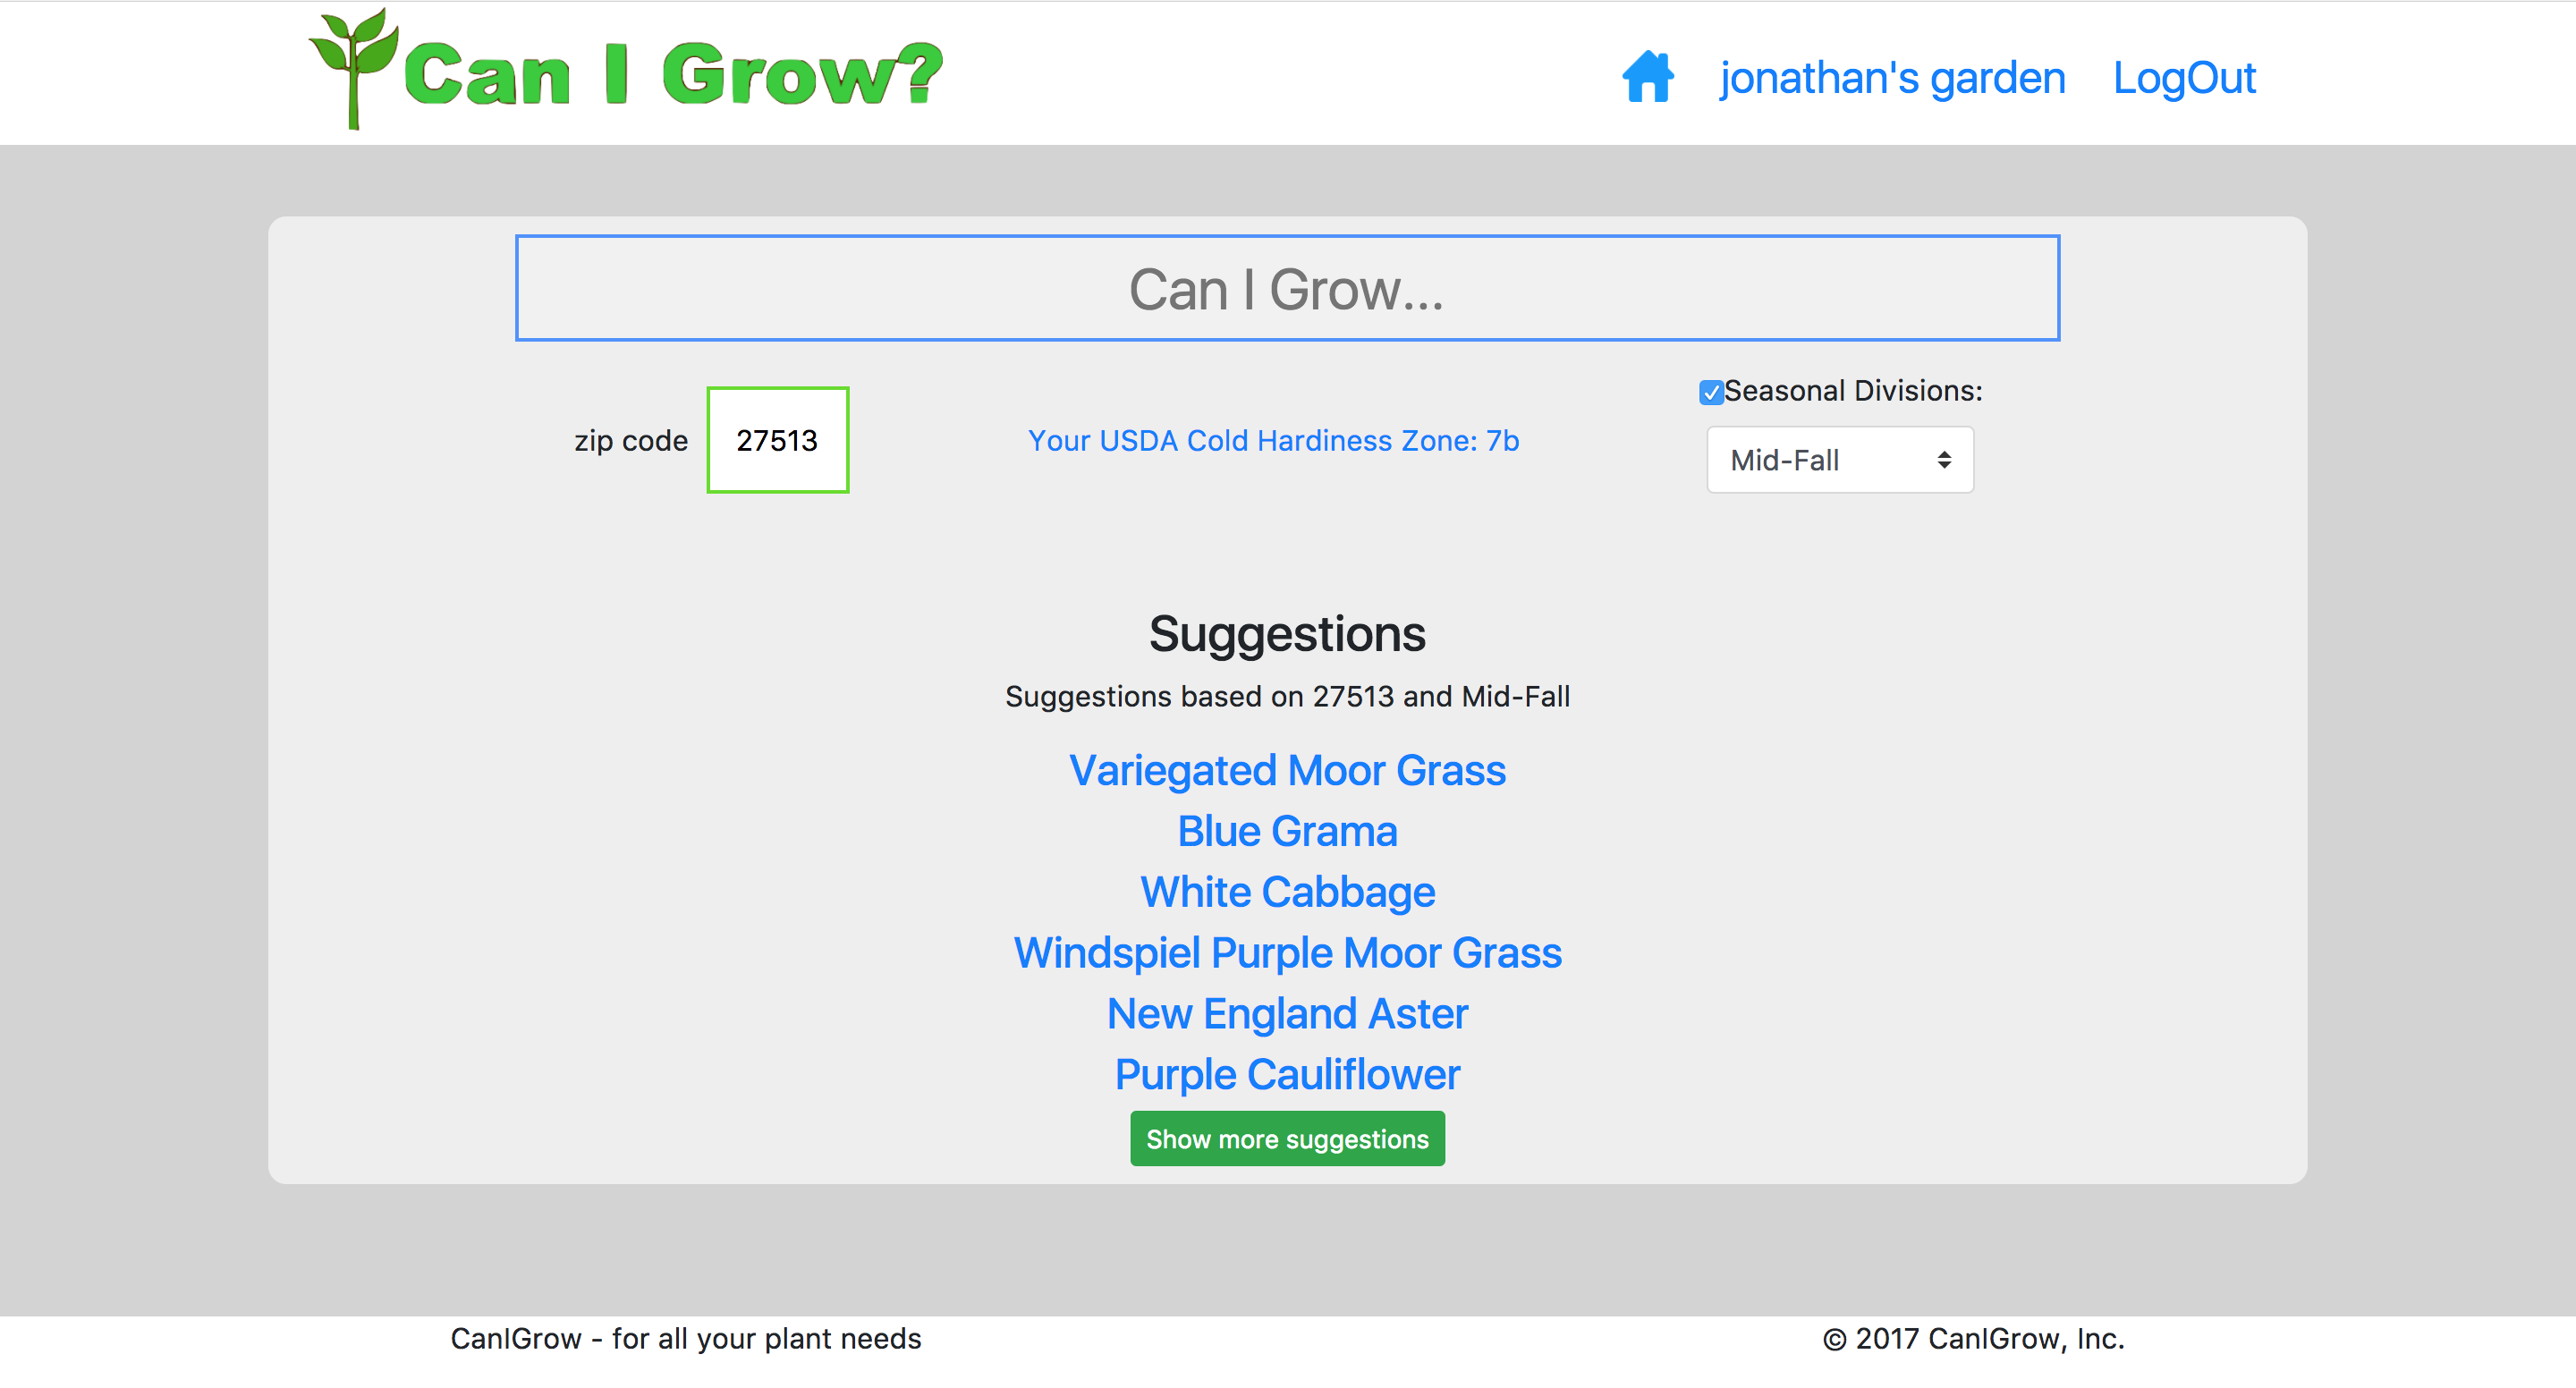 Can I Grow?
jonathan's garden LogOut
Can I Grow...
Seasonal Divisions:
zip code 27513 Your USDA Cold Hardiness Zone: 7b Mid-Fall
Suggestions
Suggestions based on 27513 and Mid-Fall
Variegated Moor Grass
Blue Grama
White Cabbage
Windspiel Purple Moor Grass
New England Aster
Purple Cauliflower
Show more suggestions
CanIGrow - for all your plant needs © 2017 CanIGrow, Inc.